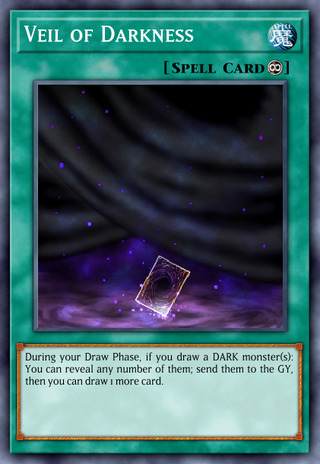 Veil of Darkness
魔
[Spell Card♾]
During your Draw Phase, if you draw a DARK monster(s):
You can reveal any number of them; send them to the GY,
then you can draw 1 more card.